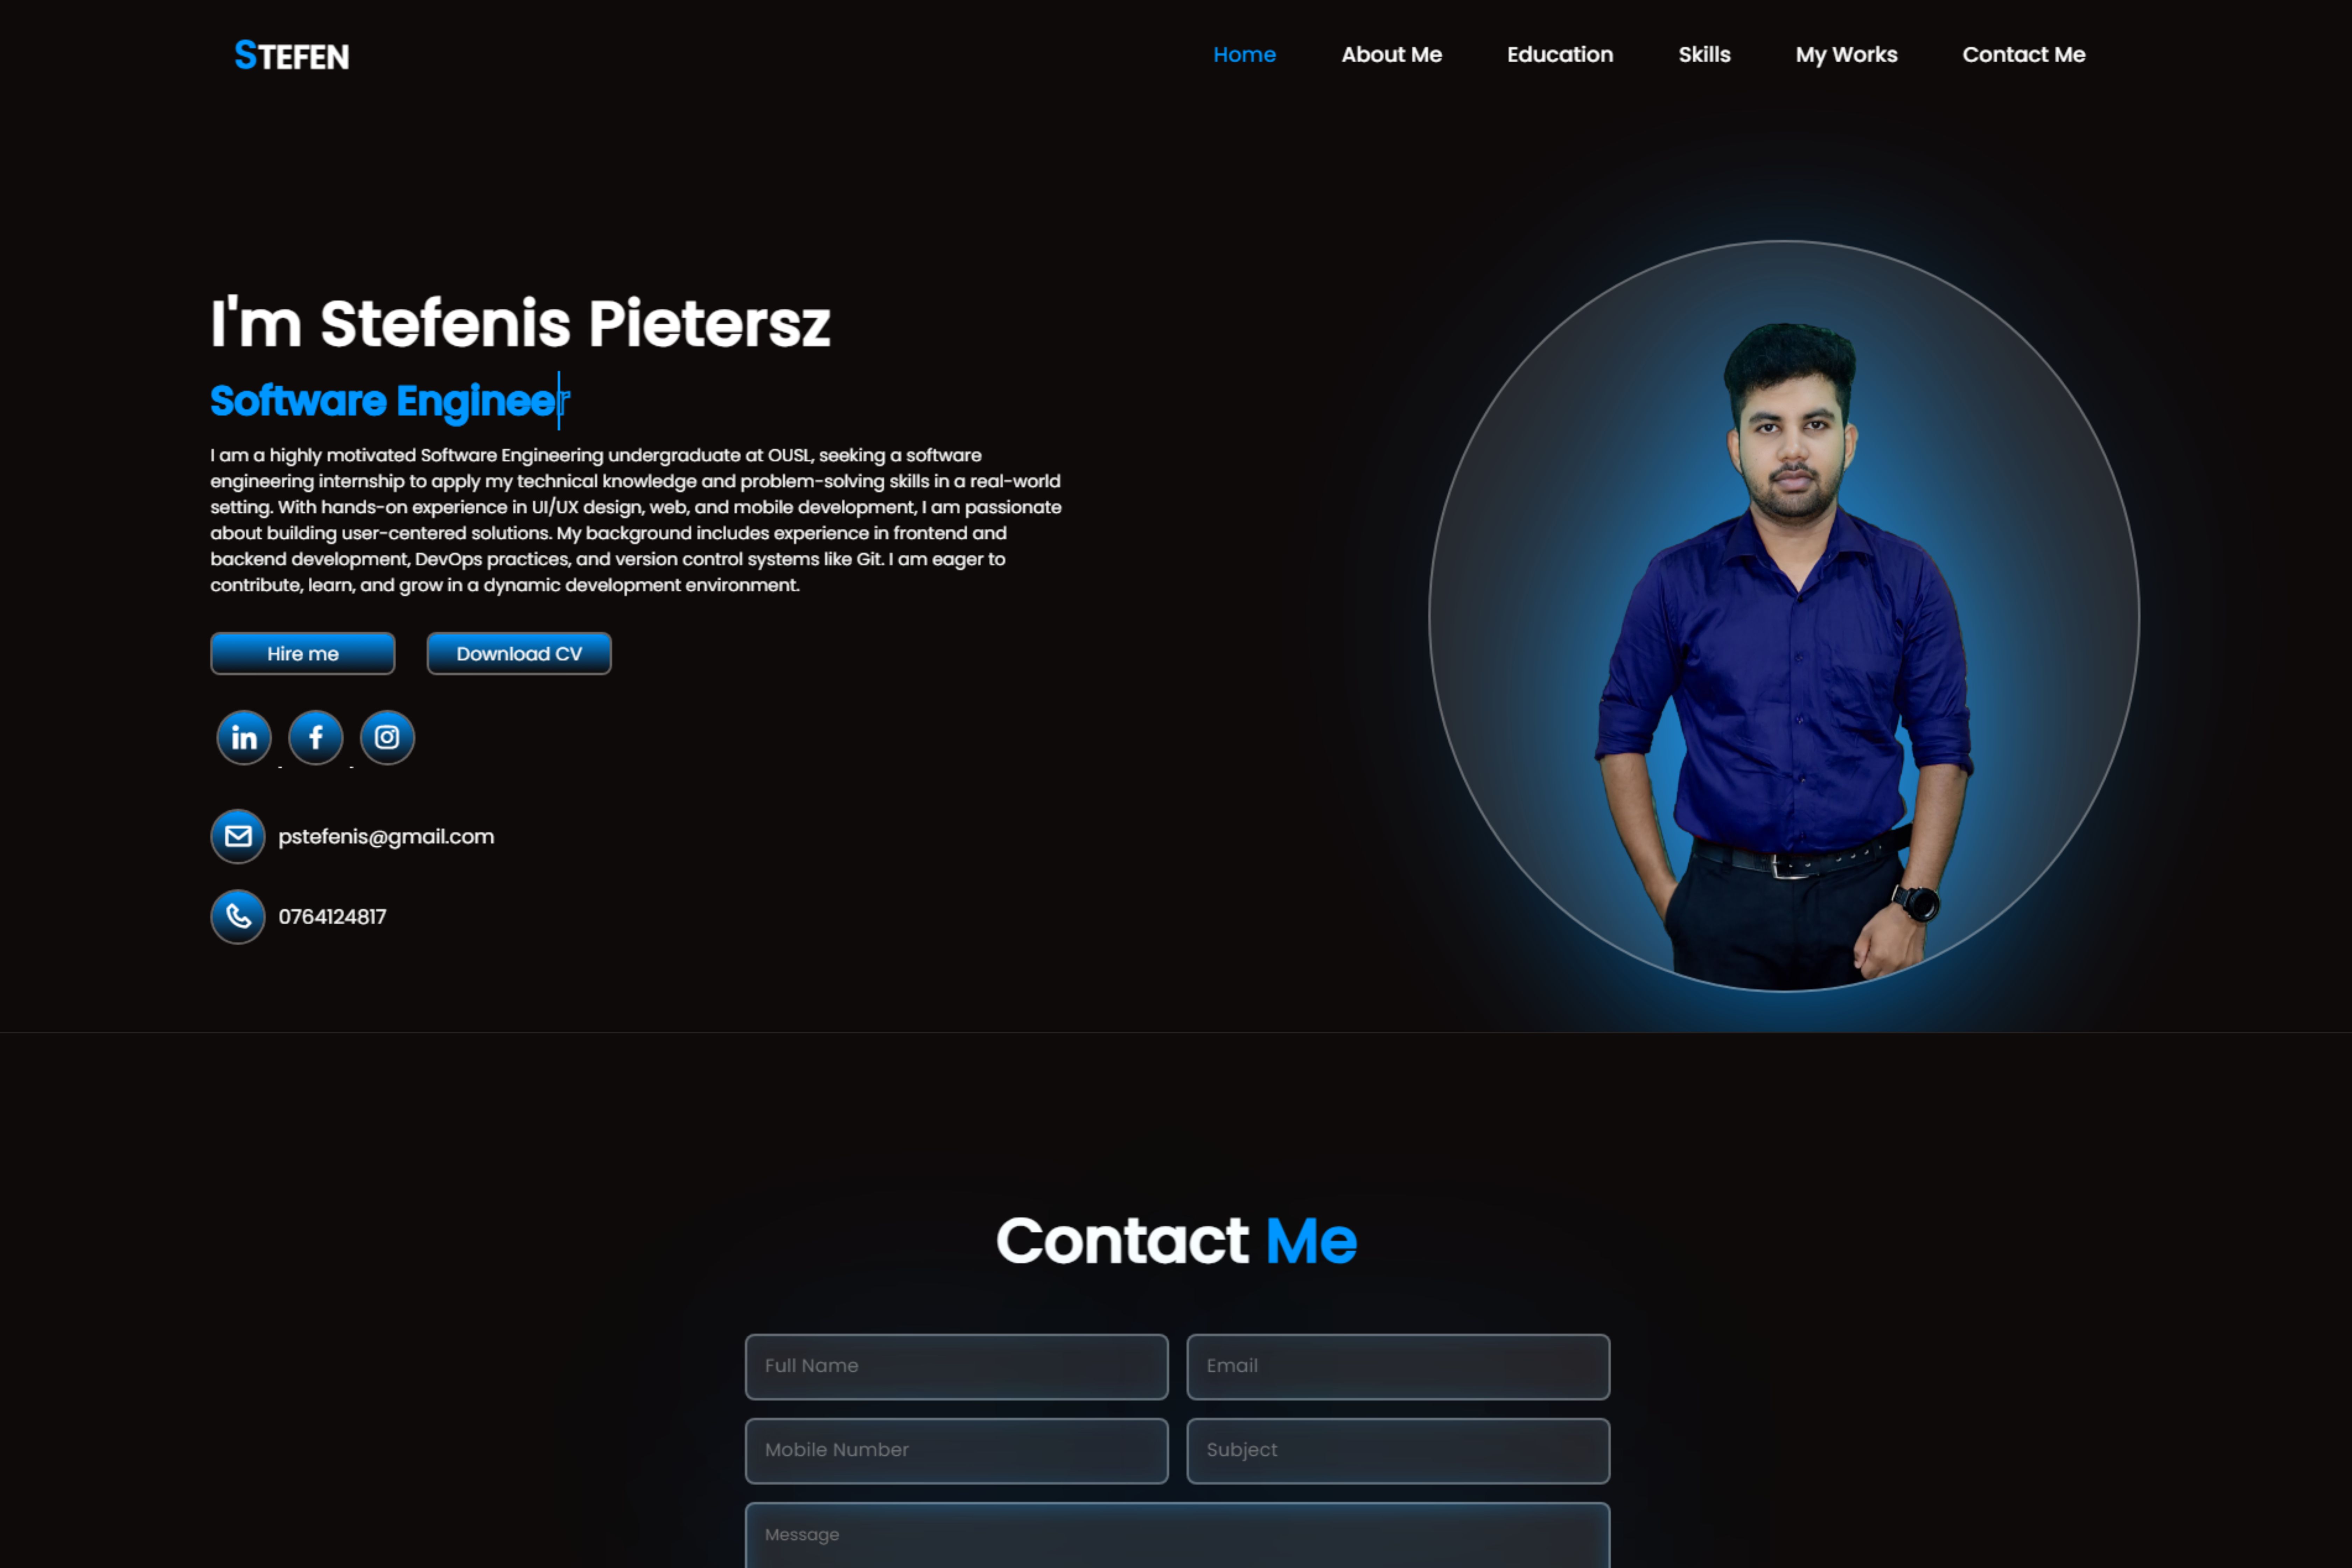 STEFEN
Home
About Me
Education
Skills
My Works
Contact Me
I'm Stefenis Pietersz
Software Engineer
I am a highly motivated Software Engineering undergraduate at OUSL, seeking a software
engineering internship to apply my technical knowledge and problem-solving skills in a real-world
setting. With hands-on experience in UI/UX design, web, and mobile development, I am passionate
about building user-centered solutions. My background includes experience in frontend and
backend development, DevOps practices, and version control systems like Git. I am eager to
contribute, learn, and grow in a dynamic development environment.
Hire me
Download CV
in
f
pstefenis@gmail.com
0764124817
Contact Me
Full Name
Email
Mobile Number
Subject
Message